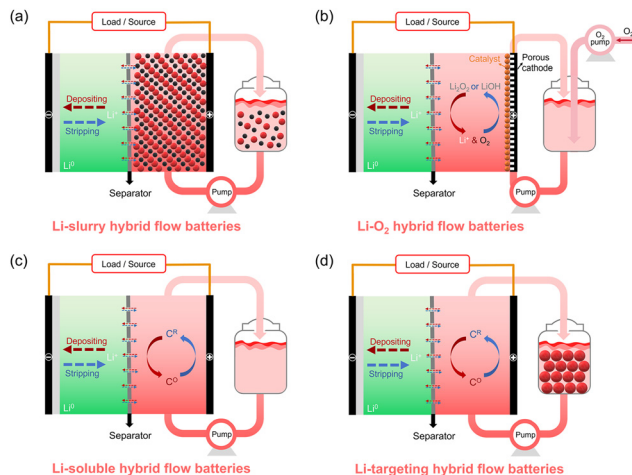 (a)
Load / Source
Depositing
Li⁺
Stripping
Li⁰
Separator
Pump
Li-slurry hybrid flow batteries
(b)
Load / Source
O₂
pump
O₂
Catalyst
Porous
cathode
Li₂O₂ or LiOH
Depositing
Li⁺
Stripping
Li⁺ & O₂
Li⁰
Separator
Pump
Li-O₂ hybrid flow batteries
(c)
Load / Source
Cᴿ
Depositing
Li⁺
Stripping
Cᴼ
Li⁰
Separator
Pump
Li-soluble hybrid flow batteries
(d)
Load / Source
Cᴿ
Depositing
Li⁺
Stripping
Cᴼ
Li⁰
Separator
Pump
Li-targeting hybrid flow batteries